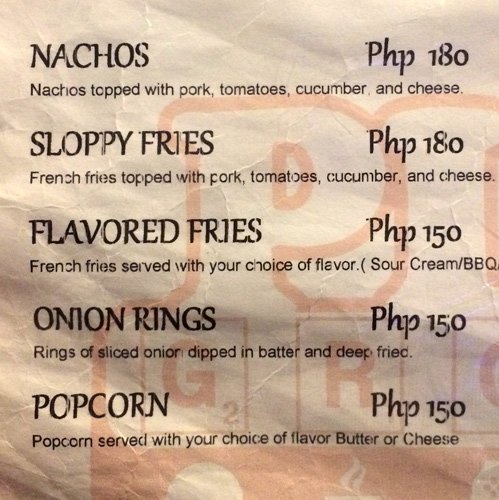 NACHOS Php 180
Nachos topped with pork, tomatoes, cucumber, and cheese.
SLOPPY FRIES Php 180
French fries topped with pork, tomatoes, cucumber, and cheese.
FLAVORED FRIES Php 150
French fries served with your choice of flavor.( Sour Cream/BBQ/
ONION RINGS Php 150
Rings of sliced onion dipped in batter and deep fried.
POPCORN Php 150
Popcorn served with your choice of flavor Butter or Cheese
G2 R